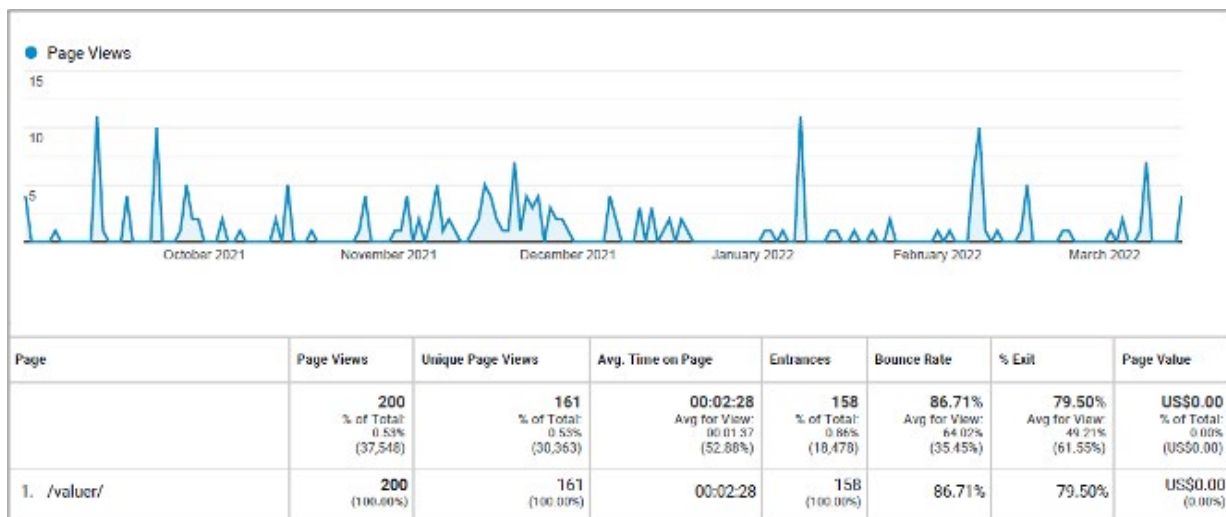 Page Views
15
10
5
October 2021 November 2021 December 2021 January 2022 February 2022 March 2022
Page Page Views Unique Page Views Avg. Time on Page Entrances Bounce Rate % Exit Page Value
200 161 00:02:28 158 86.71% 79.50% US$0.00
% of Total: % of Total: Avg for View: % of Total: Avg for View: Avg for View: % of Total:
0.53% 0.53% 00:01:37 0.86% 64.02% 49.21% 0.00%
(37,548) (30,363) (52.88%) (18,478) (35.45%) (61.55%) (US$0.00)
1. /valuer/ 200 161 00:02:28 158 86.71% 79.50% US$0.00
(100.00%) (100.00%) (100.00%) (0.00%)